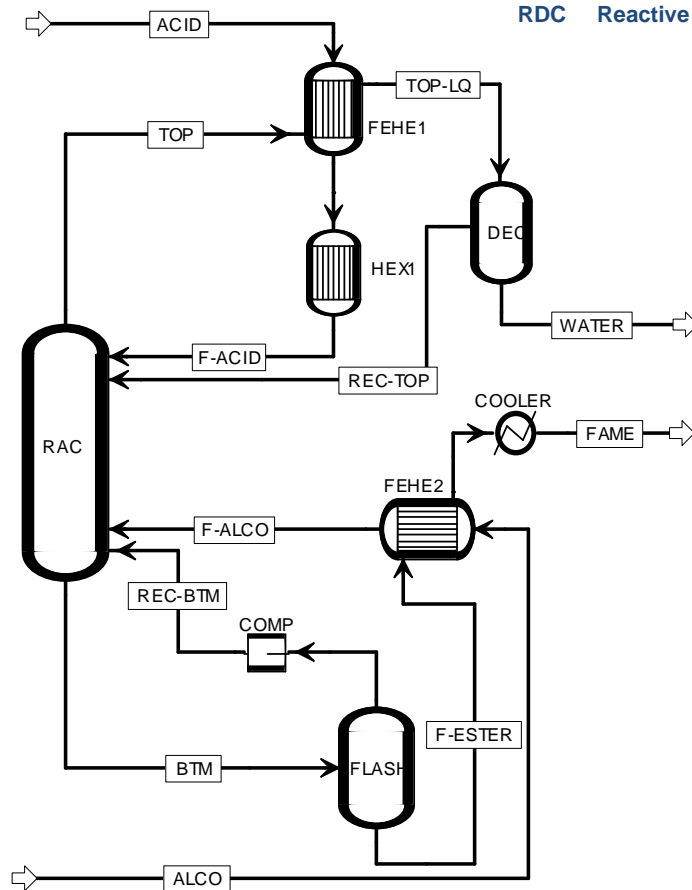 RDC Reactive
ACID
TOP-LQ
TOP
FEHE1
DEC
HEX1
WATER
F-ACID
REC-TOP
COOLER
FAME
RAC
FEHE2
F-ALCO
REC-BTM
COMP
F-ESTER
BTM
FLASH
ALCO